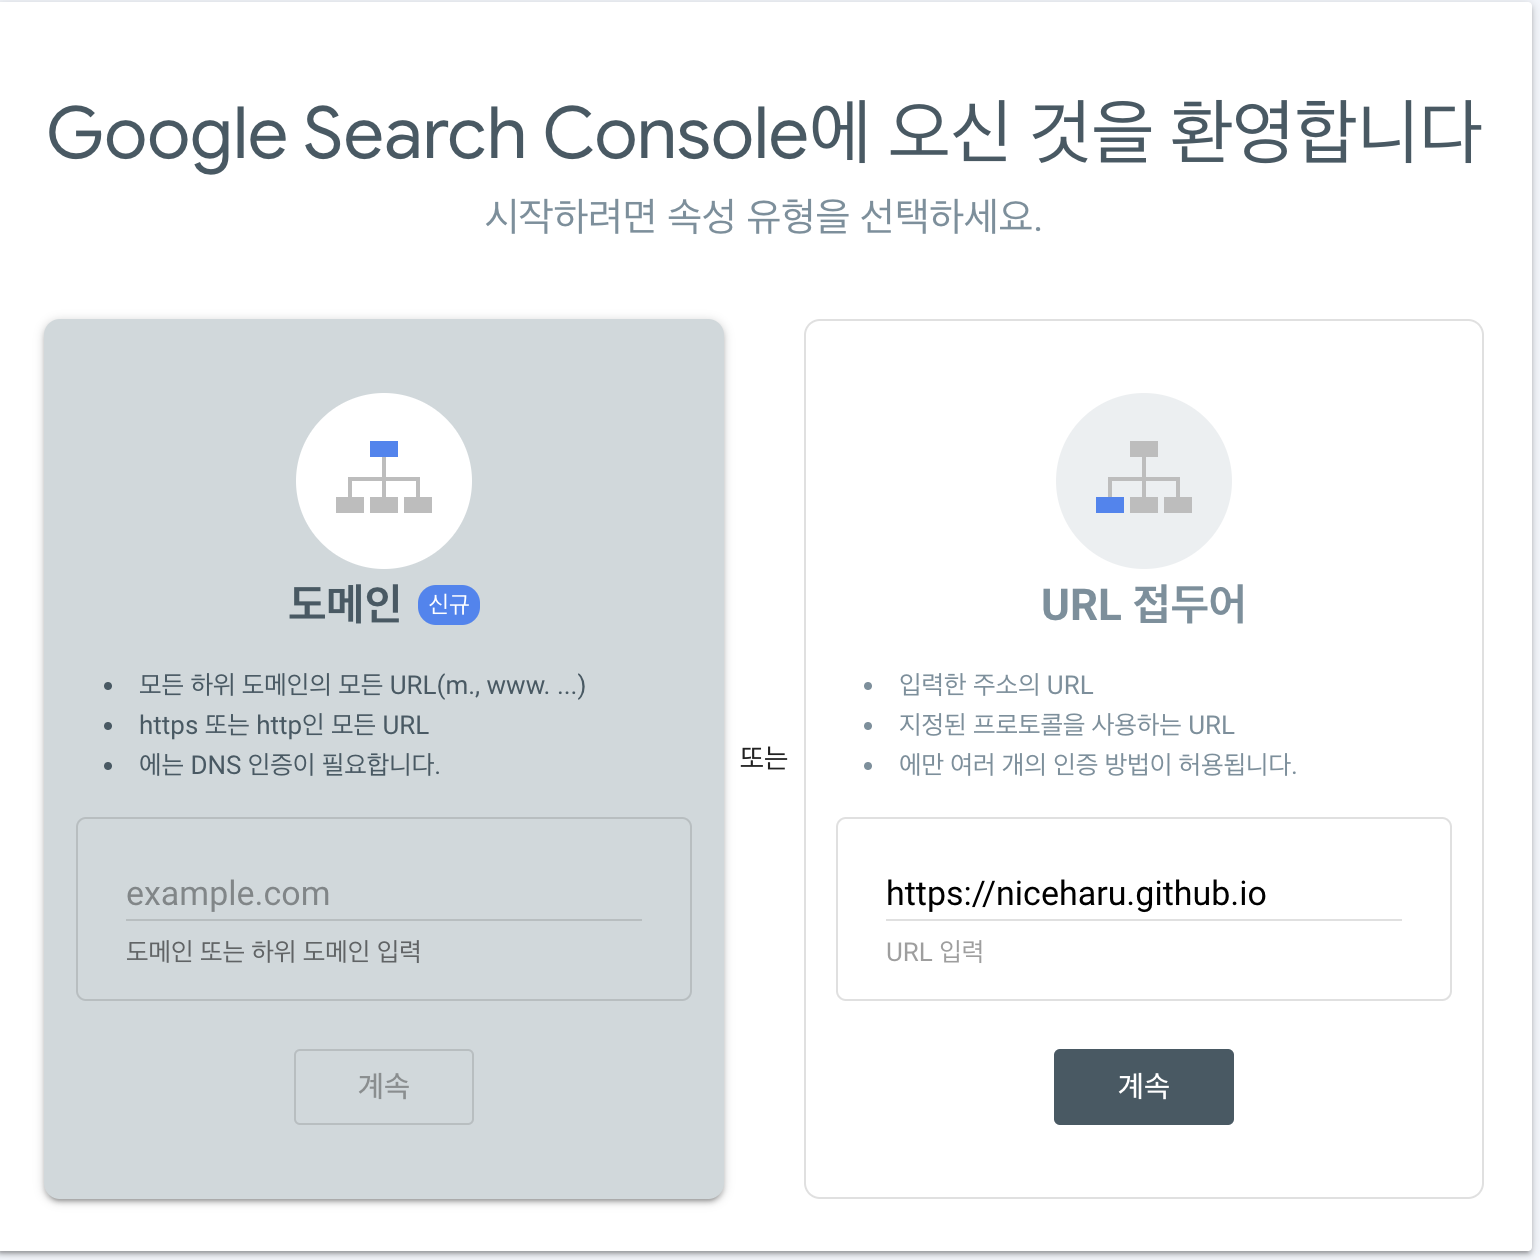 Google Search Console에 오신 것을 환영합니다
시작하려면 속성 유형을 선택하세요.
도메인 신규
• 모든 하위 도메인의 모든 URL(m., www. ...)
• https 또는 http인 모든 URL
• 에는 DNS 인증이 필요합니다.
example.com
도메인 또는 하위 도메인 입력
계속
또는
URL 접두어
• 입력한 주소의 URL
• 지정된 프로토콜을 사용하는 URL
• 에만 여러 개의 인증 방법이 허용됩니다.
https://niceharu.github.io
URL 입력
계속